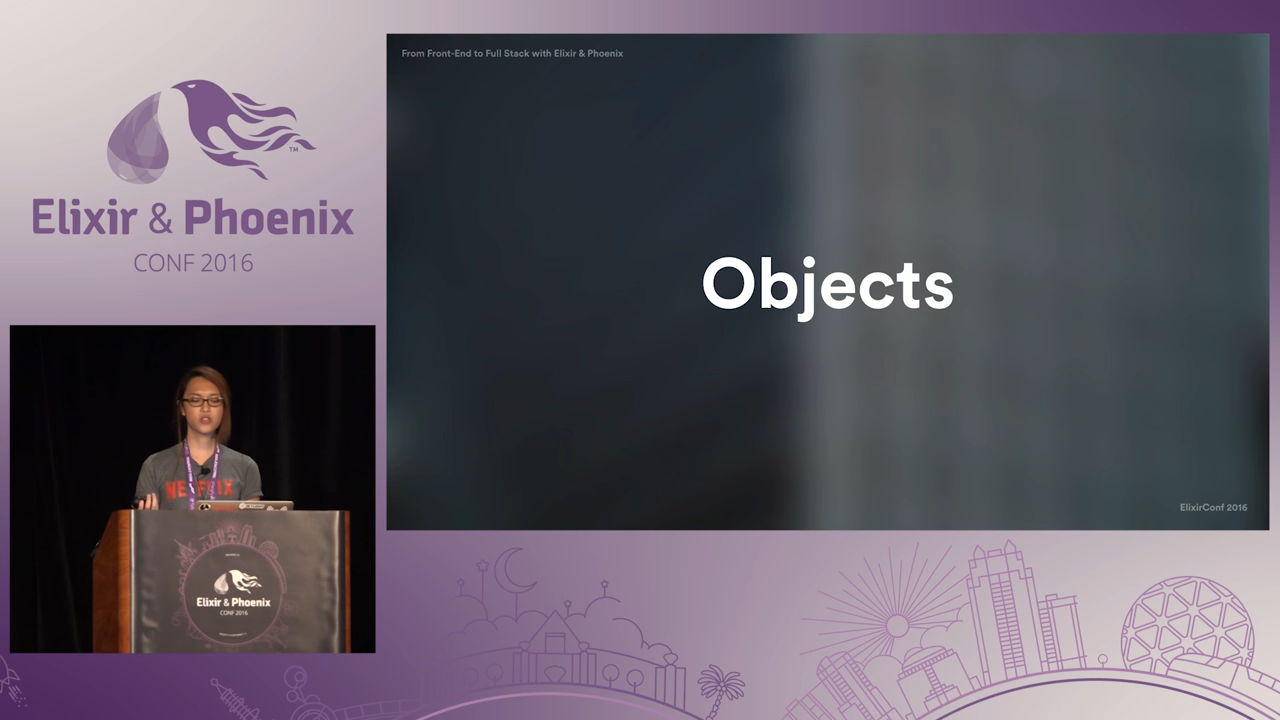 Elixir & Phoenix
™
CONF 2016
From Front-End to Full Stack with Elixir & Phoenix
Objects
ElixirConf 2016
NETFLIX
Elixir & Phoenix
CONF 2016